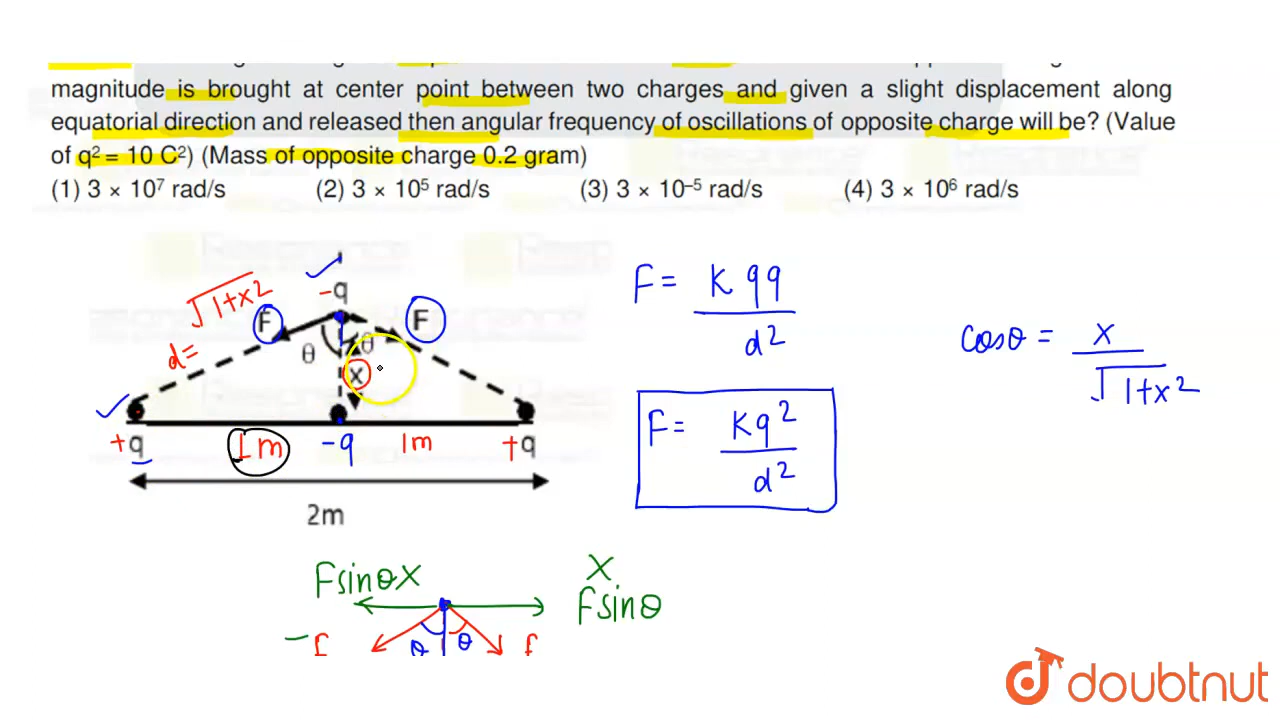 magnitude is brought at center point between two charges and given a slight displacement along
equatorial direction and released then angular frequency of oscillations of opposite charge will be? (Value
of q² = 10 C²) (Mass of opposite charge 0.2 gram)
(1) 3 × 10⁷ rad/s (2) 3 × 10⁵ rad/s (3) 3 × 10⁻⁵ rad/s (4) 3 × 10⁶ rad/s
-q
d= √1+x²
F F
θ θ
x
+q 1m -q 1m +q
2m
F = K q q / d²
F = K q² / d²
cosθ = x / √1+x²
Fsinθ X X
Fsinθ
f θ θ f
doubtnut